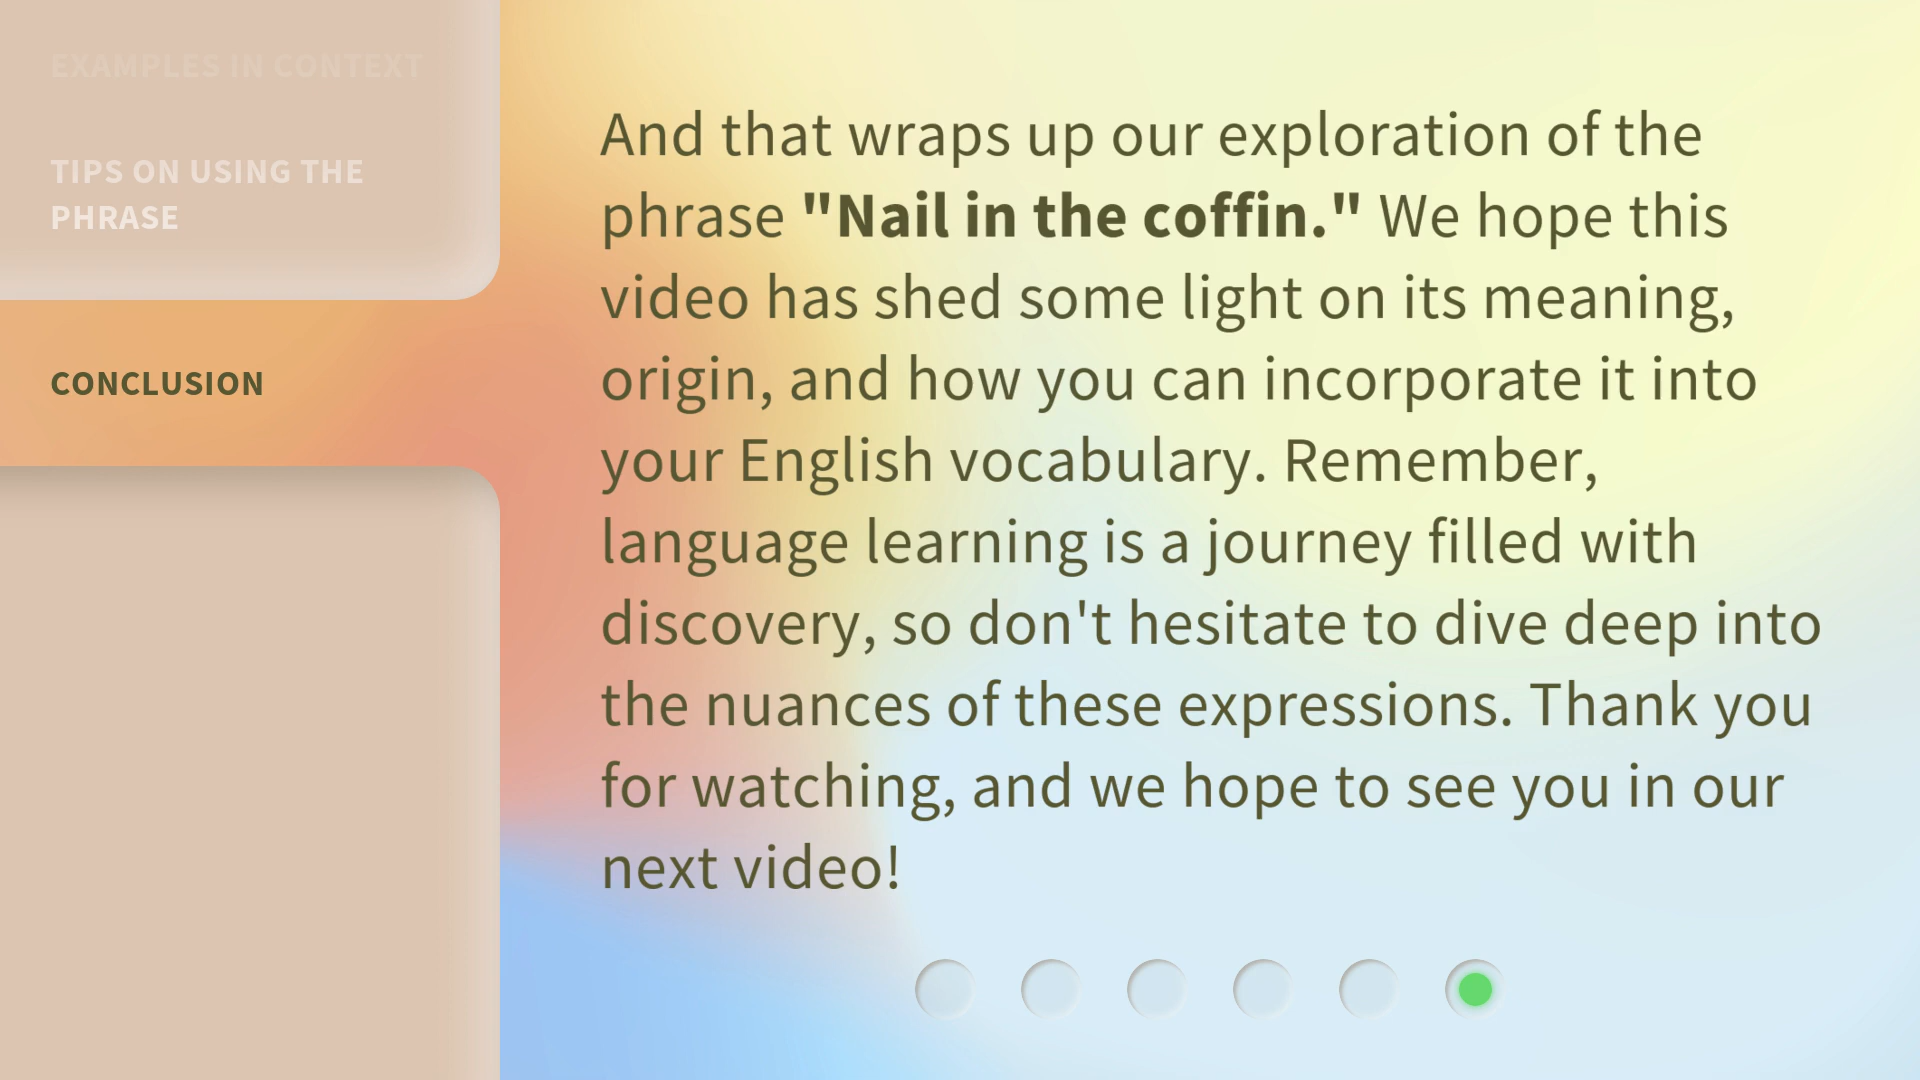 EXAMPLES IN CONTEXT
TIPS ON USING THE
PHRASE
CONCLUSION
And that wraps up our exploration of the
phrase "Nail in the coffin." We hope this
video has shed some light on its meaning,
origin, and how you can incorporate it into
your English vocabulary. Remember,
language learning is a journey filled with
discovery, so don't hesitate to dive deep into
the nuances of these expressions. Thank you
for watching, and we hope to see you in our
next video!